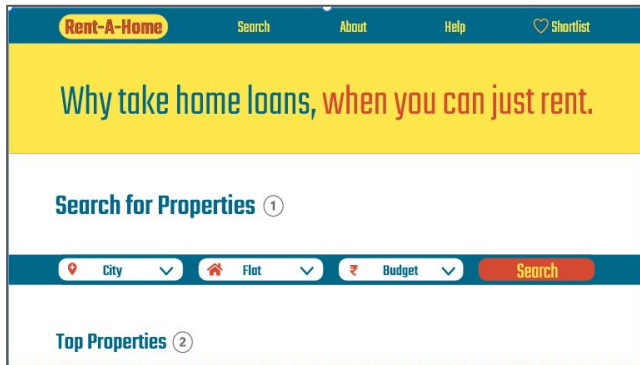 Rent-A-Home Search About Help Shortlist
Why take home loans, when you can just rent.
Search for Properties 1
City Flat ₹ Budget Search
Top Properties 2